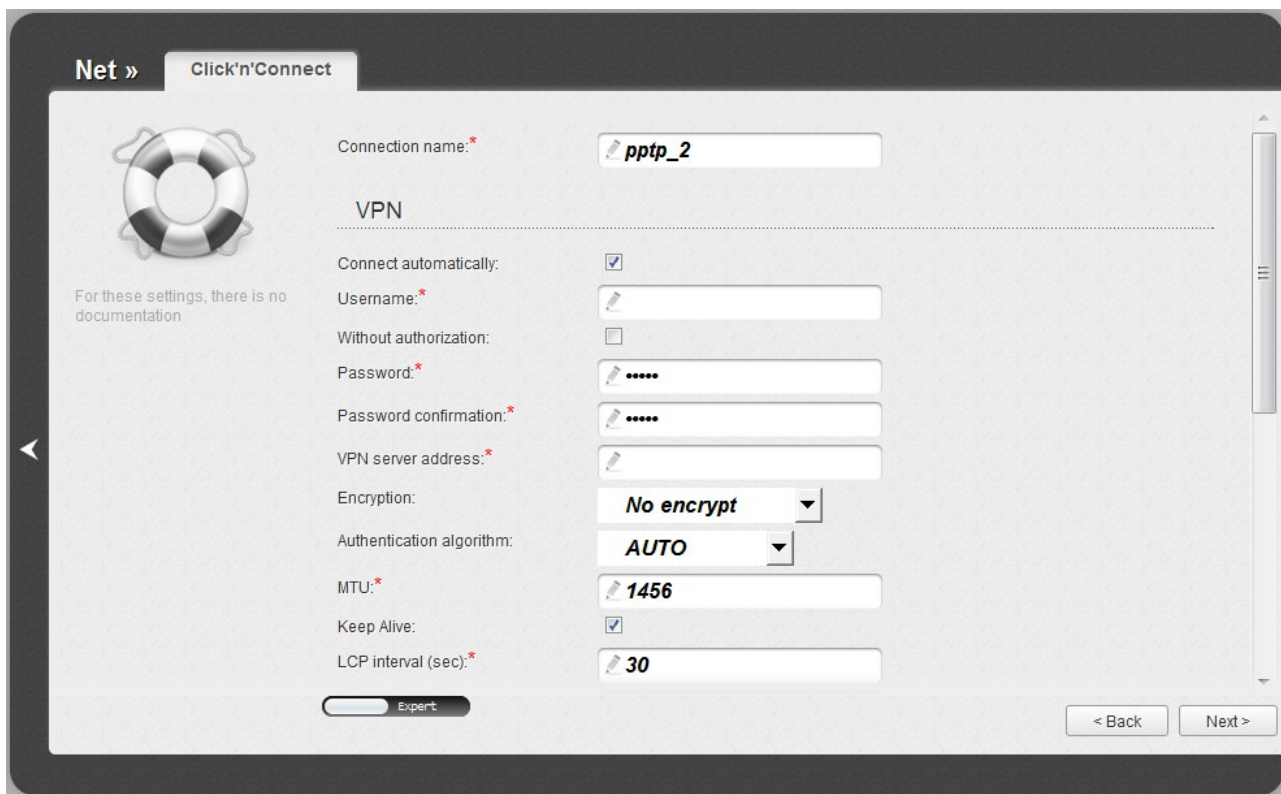 Net »
Click'n'Connect
For these settings, there is no
documentation
Connection name:* pptp_2
VPN
Connect automatically:
Username:*
Without authorization:
Password:* •••••
Password confirmation:* •••••
VPN server address:*
Encryption: No encrypt
Authentication algorithm: AUTO
MTU:* 1456
Keep Alive:
LCP interval (sec):* 30
Expert
< Back Next >